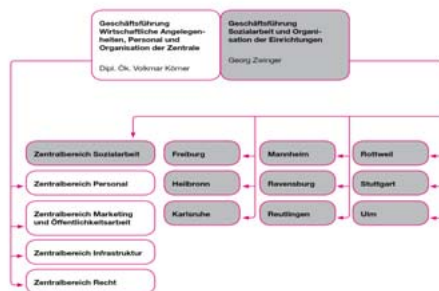 Geschäftsführung
Wirtschaftliche Angelegen-
heiten, Personal und
Organisation der Zentrale
Dipl. Ök. Volkmar Körner
Geschäftsführung
Sozialarbeit und Organi-
sation der Einrichtungen
Georg Zwinger
Zentralbereich Sozialarbeit
Zentralbereich Personal
Zentralbereich Marketing
und Öffentlichkeitsarbeit
Zentralbereich Infrastruktur
Zentralbereich Recht
Freiburg
Heilbronn
Karlsruhe
Mannheim
Ravensburg
Reutlingen
Rottweil
Stuttgart
Ulm